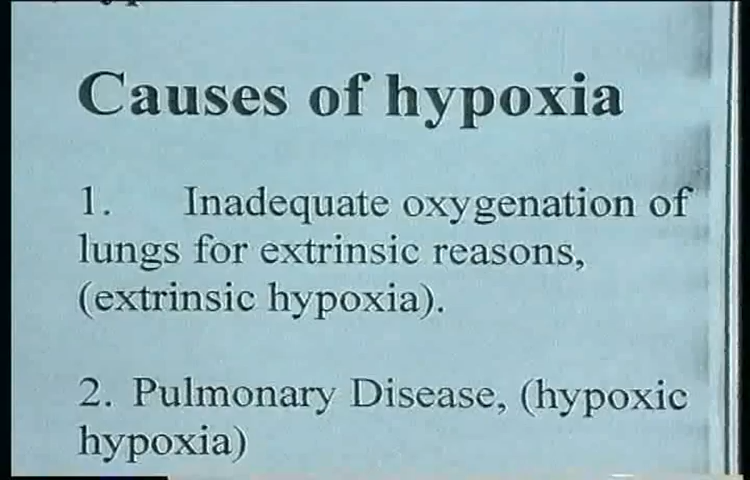 Causes of hypoxia
1. Inadequate oxygenation of
lungs for extrinsic reasons,
(extrinsic hypoxia).
2. Pulmonary Disease, (hypoxic
hypoxia)